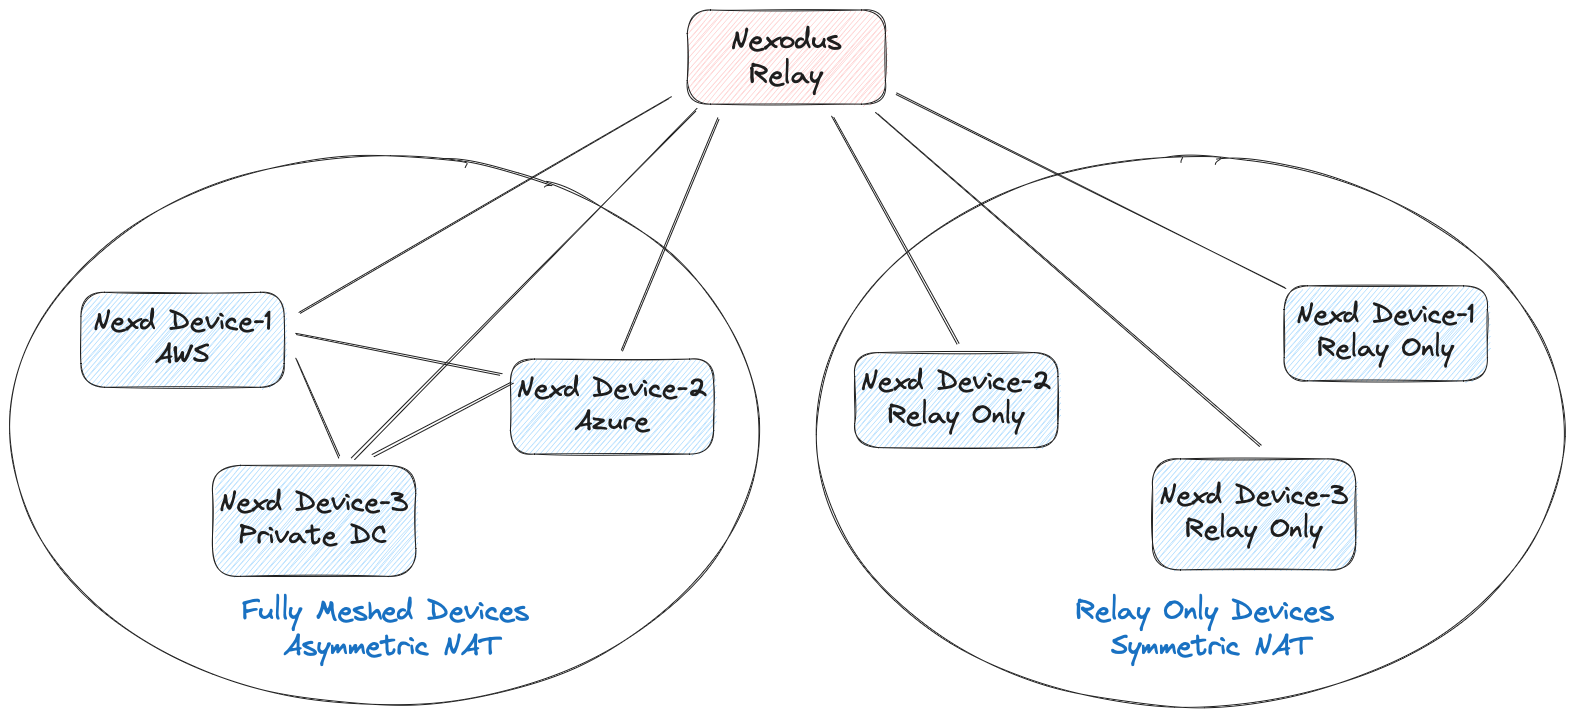 Nexodus
Relay
Nexd Device-1
AWS
Nexd Device-2
Azure
Nexd Device-3
Private DC
Fully Meshed Devices
Asymmetric NAT
Nexd Device-1
Relay Only
Nexd Device-2
Relay Only
Nexd Device-3
Relay Only
Relay Only Devices
Symmetric NAT